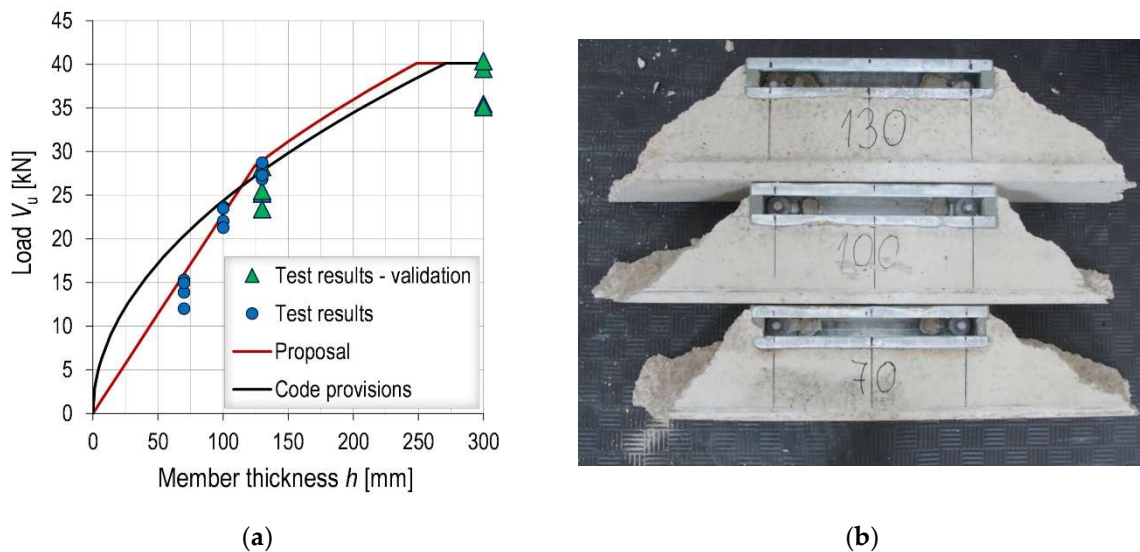 45
40
35
30
25
20
15
10
5
0
Load Vu [kN]
Test results - validation
Test results
Proposal
Code provisions
0 50 100 150 200 250 300
Member thickness h [mm]
(a)
130
100
70
(b)